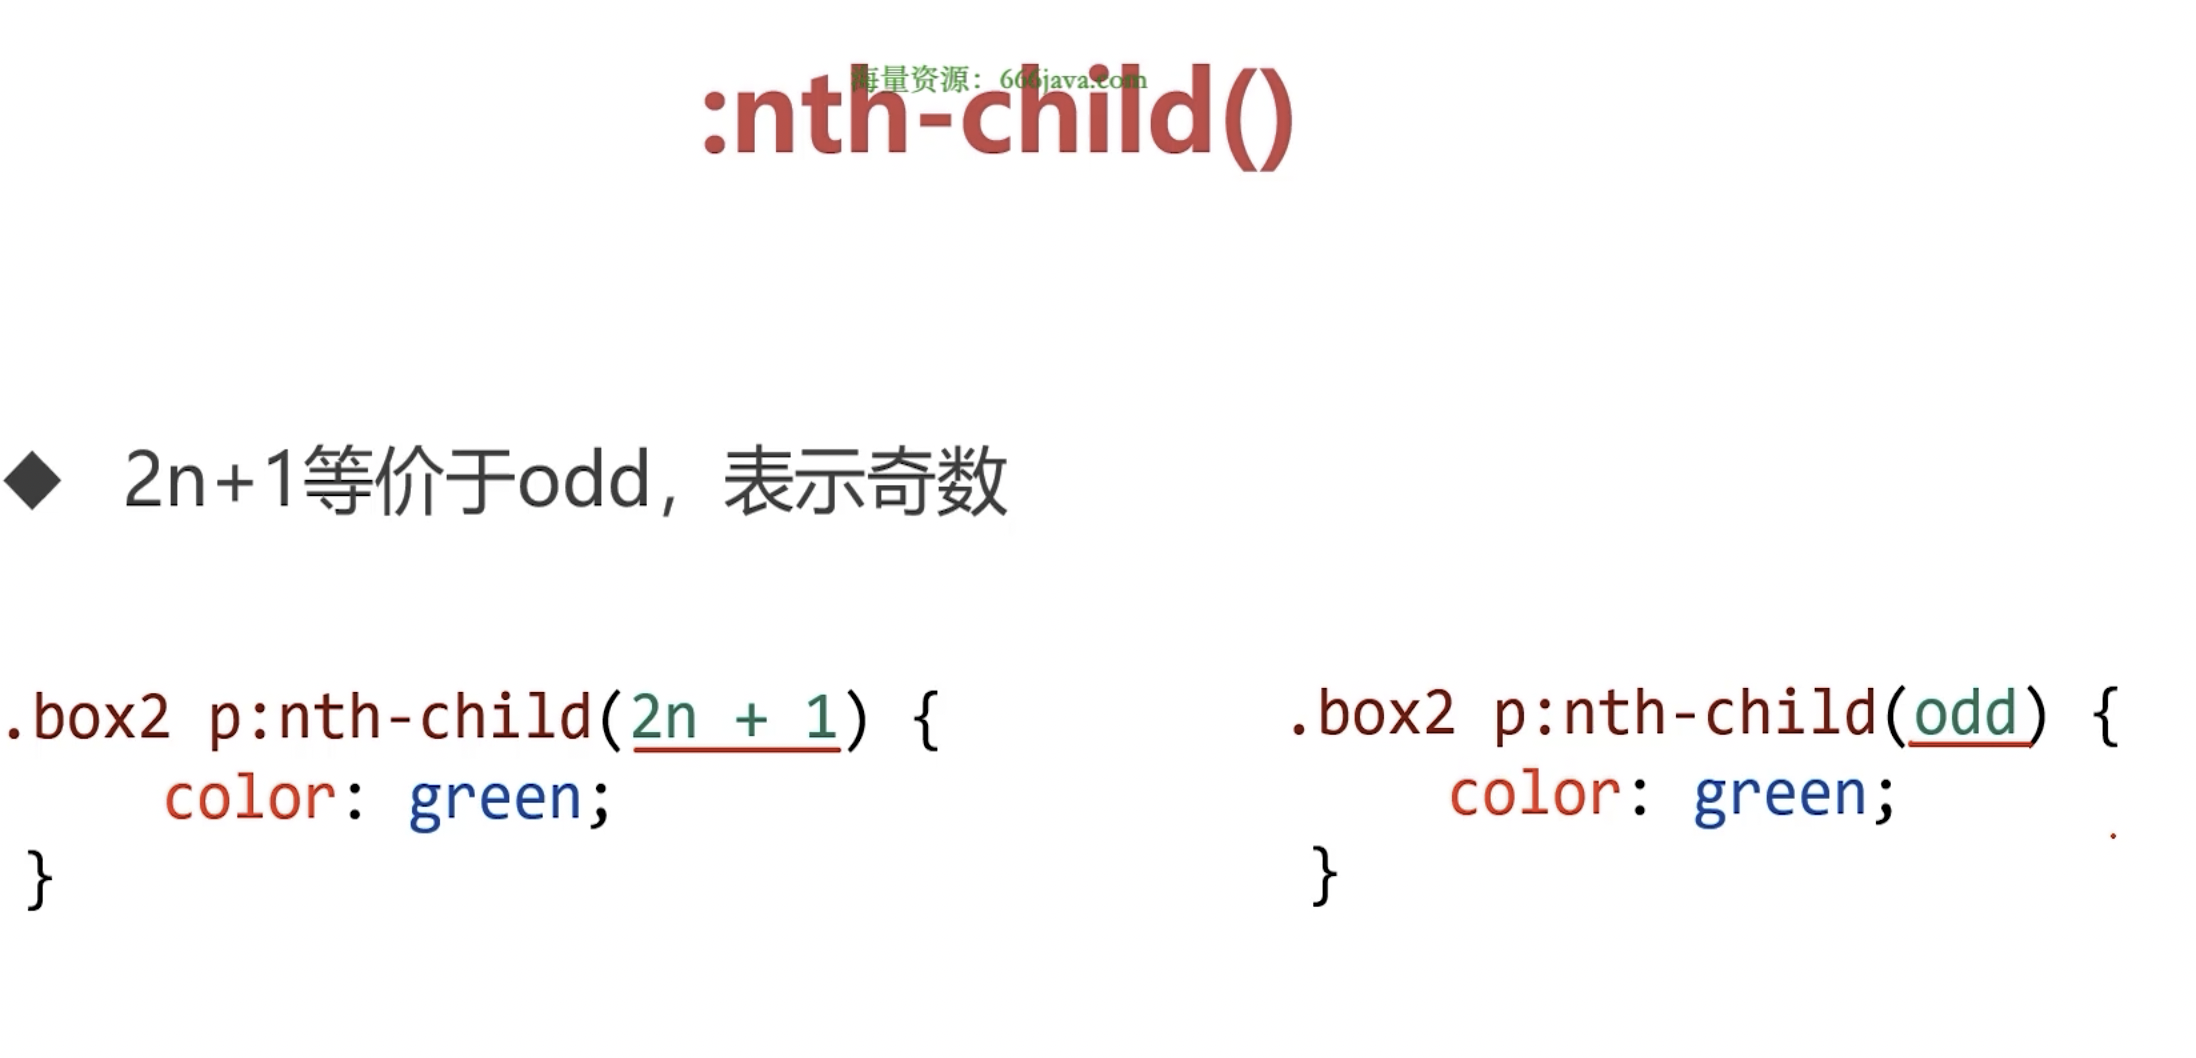 海量资源：666java.com
:nth-child()
◆ 2n+1等价于odd，表示奇数
.box2 p:nth-child(2n + 1) {
color: green;
}
.box2 p:nth-child(odd) {
color: green;
}